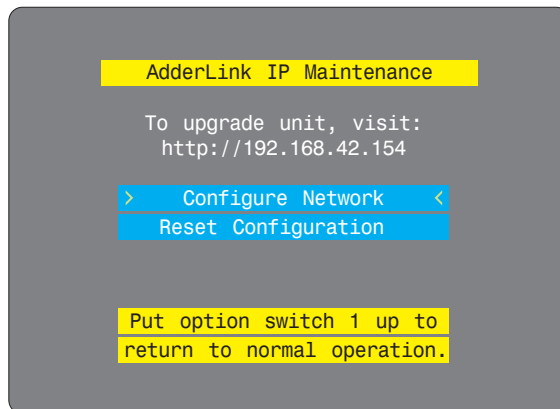 AdderLink IP Maintenance
To upgrade unit, visit:
http://192.168.42.154
> Configure Network <
Reset Configuration
Put option switch 1 up to
return to normal operation.